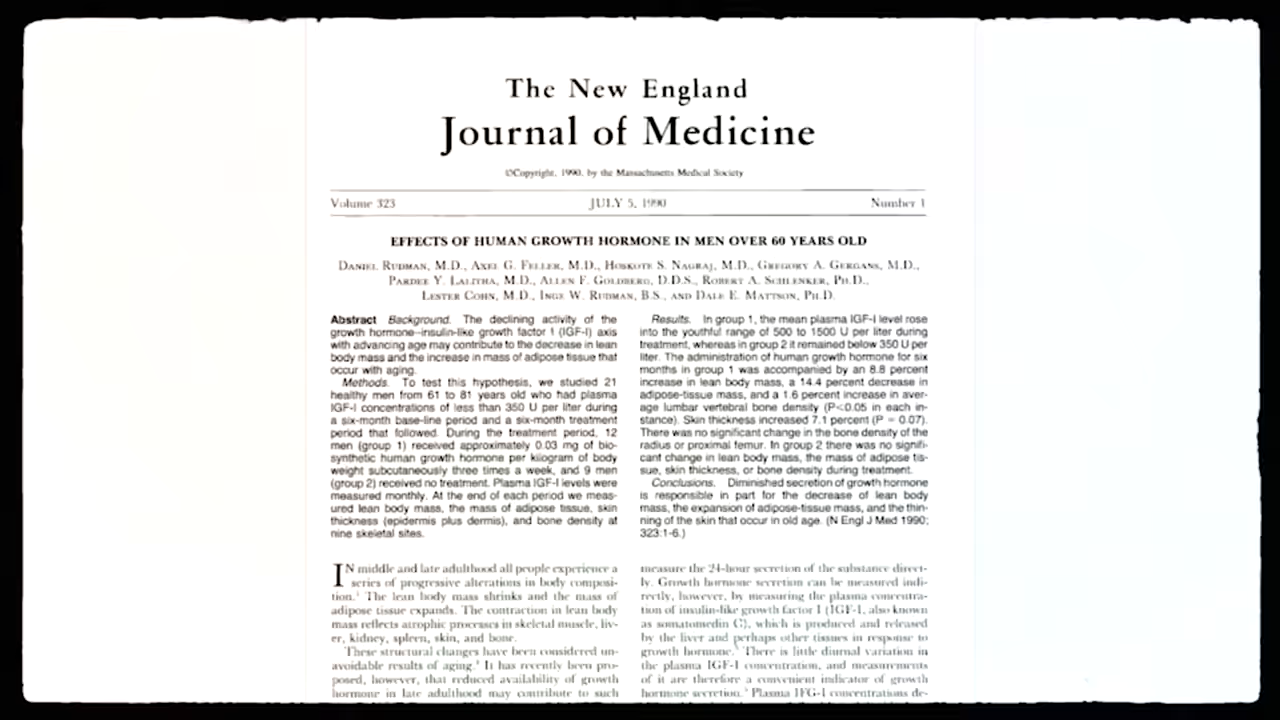 The New England
Journal of Medicine
©Copyright, 1990, by the Massachusetts Medical Society
Volume 323
JULY 5, 1990
Number 1
EFFECTS OF HUMAN GROWTH HORMONE IN MEN OVER 60 YEARS OLD
Daniel Rudman, M.D., Axel G. Feller, M.D., Hoskote S. Nagraj, M.D., Gregory A. Gergans, M.D.,
Pardee Y. Lalitha, M.D., Allen F. Goldberg, D.D.S., Robert A. Schlenker, Ph.D.,
Lester Cohn, M.D., Inge W. Rudman, B.S., and Dale E. Mattson, Ph.D.
Abstract Background. The declining activity of the
growth hormone–insulin-like growth factor I (IGF-I) axis
with advancing age may contribute to the decrease in lean
body mass and the increase in mass of adipose tissue that
occur with aging.
Methods. To test this hypothesis, we studied 21
healthy men from 61 to 81 years old who had plasma
IGF-I concentrations of less than 350 U per liter during
a six-month base-line period and a six-month treatment
period that followed. During the treatment period, 12
men (group 1) received approximately 0.03 mg of bio-
synthetic human growth hormone per kilogram of body
weight subcutaneously three times a week, and 9 men
(group 2) received no treatment. Plasma IGF-I levels were
measured monthly. At the end of each period we meas-
ured lean body mass, the mass of adipose tissue, skin
thickness (epidermis plus dermis), and bone density at
nine skeletal sites.
Results. In group 1, the mean plasma IGF-I level rose
into the youthful range of 500 to 1500 U per liter during
treatment, whereas in group 2 it remained below 350 U per
liter. The administration of human growth hormone for six
months in group 1 was accompanied by an 8.8 percent
increase in lean body mass, a 14.4 percent decrease in
adipose-tissue mass, and a 1.6 percent increase in aver-
age lumbar vertebral bone density (P<0.05 in each in-
stance). Skin thickness increased 7.1 percent (P = 0.07).
There was no significant change in the bone density of the
radius or proximal femur. In group 2 there was no signifi-
cant change in lean body mass, the mass of adipose tis-
sue, skin thickness, or bone density during treatment.
Conclusions. Diminished secretion of growth hormone
is responsible in part for the decrease of lean body
mass, the expansion of adipose-tissue mass, and the thin-
ning of the skin that occur in old age. (N Engl J Med 1990;
323:1-6.)
IN middle and late adulthood all people experience a
series of progressive alterations in body composi-
tion.¹ The lean body mass shrinks and the mass of
adipose tissue expands. The contraction in lean body
mass reflects atrophic processes in skeletal muscle, liv-
er, kidney, spleen, skin, and bone.
These structural changes have been considered un-
avoidable results of aging. It has recently been pro-
posed, however, that reduced availability of growth
hormone in late adulthood may contribute to such
measure the 24-hour secretion of the substance direct-
ly. Growth hormone secretion can be measured indi-
rectly, however, by measuring the plasma concentra-
tion of insulin-like growth factor I (IGF-I, also known
as somatomedin C), which is produced and released
by the liver and perhaps other tissues in response to
growth hormone. There is little diurnal variation in
the plasma IGF-I concentration, and measurements
of it are therefore a convenient indicator of growth
hormone secretion. Plasma IFG-I concentrations de-